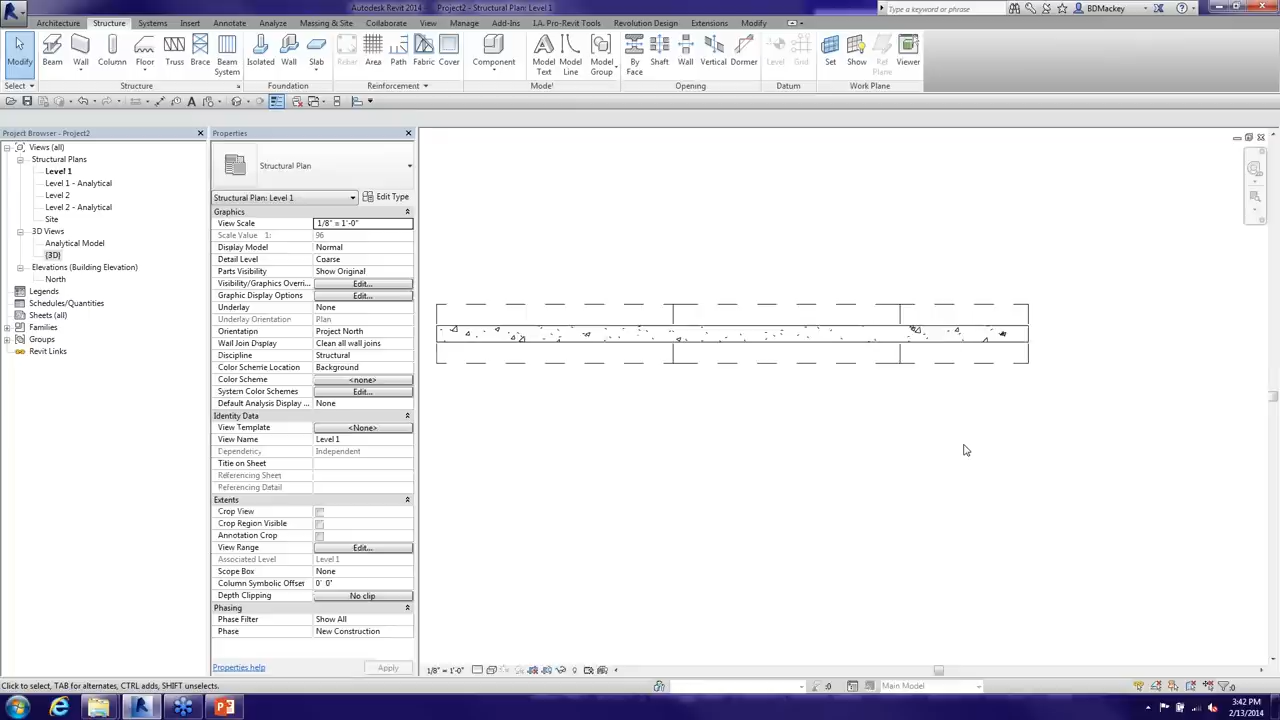 Autodesk Revit 2014 - Project2 - Structural Plan: Level 1
Type a keyword or phrase
BDMackey
Architecture Structure Systems Insert Annotate Analyze Massing & Site Collaborate View Manage Add-Ins I.A. Pro-Revit Tools Revolution Design Extensions Modify
Modify Beam Wall Column Floor Truss Brace Beam System Isolated Wall Slab Rebar Area Path Fabric Cover Component Model Text Model Line Model Group By Face Shaft Wall Vertical Dormer Level Grid Set Show Ref Plane Viewer
Select Structure Foundation Reinforcement Model Opening Datum Work Plane
Project Browser - Project2
Views (all)
Structural Plans
Level 1
Level 1 - Analytical
Level 2
Level 2 - Analytical
Site
3D Views
Analytical Model
{3D}
Elevations (Building Elevation)
North
Legends
Schedules/Quantities
Sheets (all)
Families
Groups
Revit Links
Properties
Structural Plan
Structural Plan: Level 1 Edit Type
Graphics
View Scale 1/8" = 1'-0"
Scale Value 1: 96
Display Model Normal
Detail Level Coarse
Parts Visibility Show Original
Visibility/Graphics Overri... Edit...
Graphic Display Options Edit...
Underlay None
Underlay Orientation Plan
Orientation Project North
Wall Join Display Clean all wall joins
Discipline Structural
Color Scheme Location Background
Color Scheme <none>
System Color Schemes Edit...
Default Analysis Display ... None
Identity Data
View Template <None>
View Name Level 1
Dependency Independent
Title on Sheet
Referencing Sheet
Referencing Detail
Extents
Crop View
Crop Region Visible
Annotation Crop
View Range Edit...
Associated Level Level 1
Scope Box None
Column Symbolic Offset 0' 0"
Depth Clipping No clip
Phasing
Phase Filter Show All
Phase New Construction
Properties help Apply
1/8" = 1'-0"
Click to select, TAB for alternates, CTRL adds, SHIFT unselects.
:0 Main Model :0
3:42 PM
2/13/2014